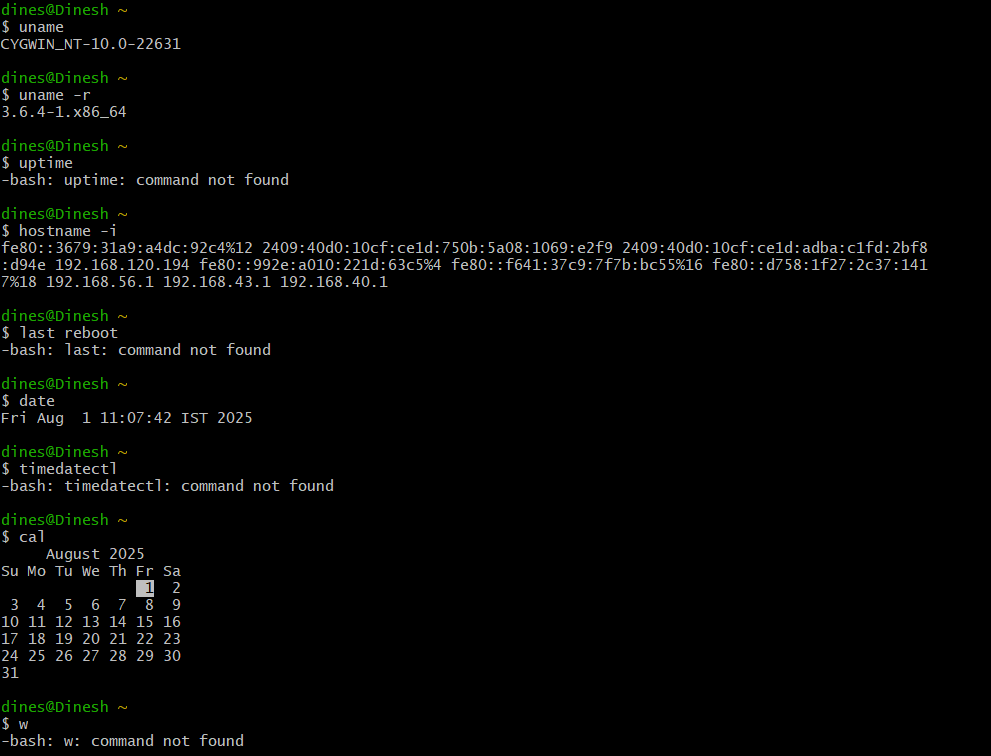 dines@Dinesh ~
$ uname
CYGWIN_NT-10.0-22631
dines@Dinesh ~
$ uname -r
3.6.4-1.x86_64
dines@Dinesh ~
$ uptime
-bash: uptime: command not found
dines@Dinesh ~
$ hostname -i
fe80::3679:31a9:a4dc:92c4%12 2409:40d0:10cf:ce1d:750b:5a08:1069:e2f9 2409:40d0:10cf:ce1d:adba:c1fd:2bf8
:d94e 192.168.120.194 fe80::992e:a010:221d:63c5%4 fe80::f641:37c9:7f7b:bc55%16 fe80::d758:1f27:2c37:141
7%18 192.168.56.1 192.168.43.1 192.168.40.1
dines@Dinesh ~
$ last reboot
-bash: last: command not found
dines@Dinesh ~
$ date
Fri Aug  1 11:07:42 IST 2025
dines@Dinesh ~
$ timedatectl
-bash: timedatectl: command not found
dines@Dinesh ~
$ cal
     August 2025
Su Mo Tu We Th Fr Sa
                1  2
 3  4  5  6  7  8  9
10 11 12 13 14 15 16
17 18 19 20 21 22 23
24 25 26 27 28 29 30
31
dines@Dinesh ~
$ w
-bash: w: command not found